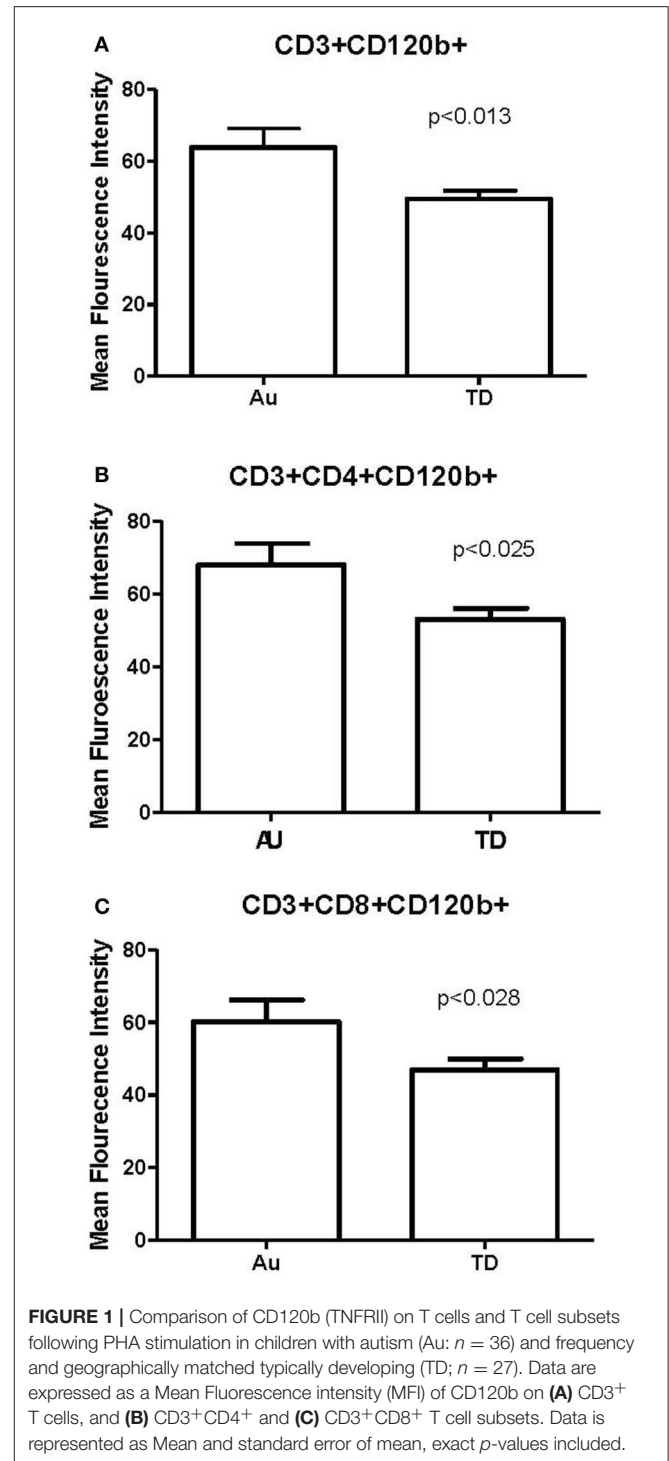 A
CD3+CD120b+
Mean Flourescence Intensity
80
60
40
20
0
p<0.013
Au
TD
B
CD3+CD4+CD120b+
Mean Fluroescence Intensity
80
60
40
20
0
p<0.025
AU
TD
C
CD3+CD8+CD120b+
Mean Flourecence Intensity
80
60
40
20
0
p<0.028
Au
TD
FIGURE 1 | Comparison of CD120b (TNFRII) on T cells and T cell subsets
following PHA stimulation in children with autism (Au: n = 36) and frequency
and geographically matched typically developing (TD; n = 27). Data are
expressed as a Mean Fluorescence intensity (MFI) of CD120b on (A) CD3⁺
T cells, and (B) CD3⁺CD4⁺ and (C) CD3⁺CD8⁺ T cell subsets. Data is
represented as Mean and standard error of mean, exact p-values included.